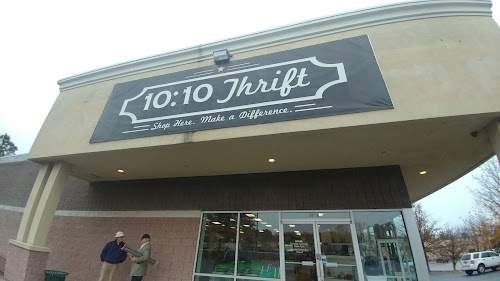 10:10 Thrift
Shop Here. Make a Difference.